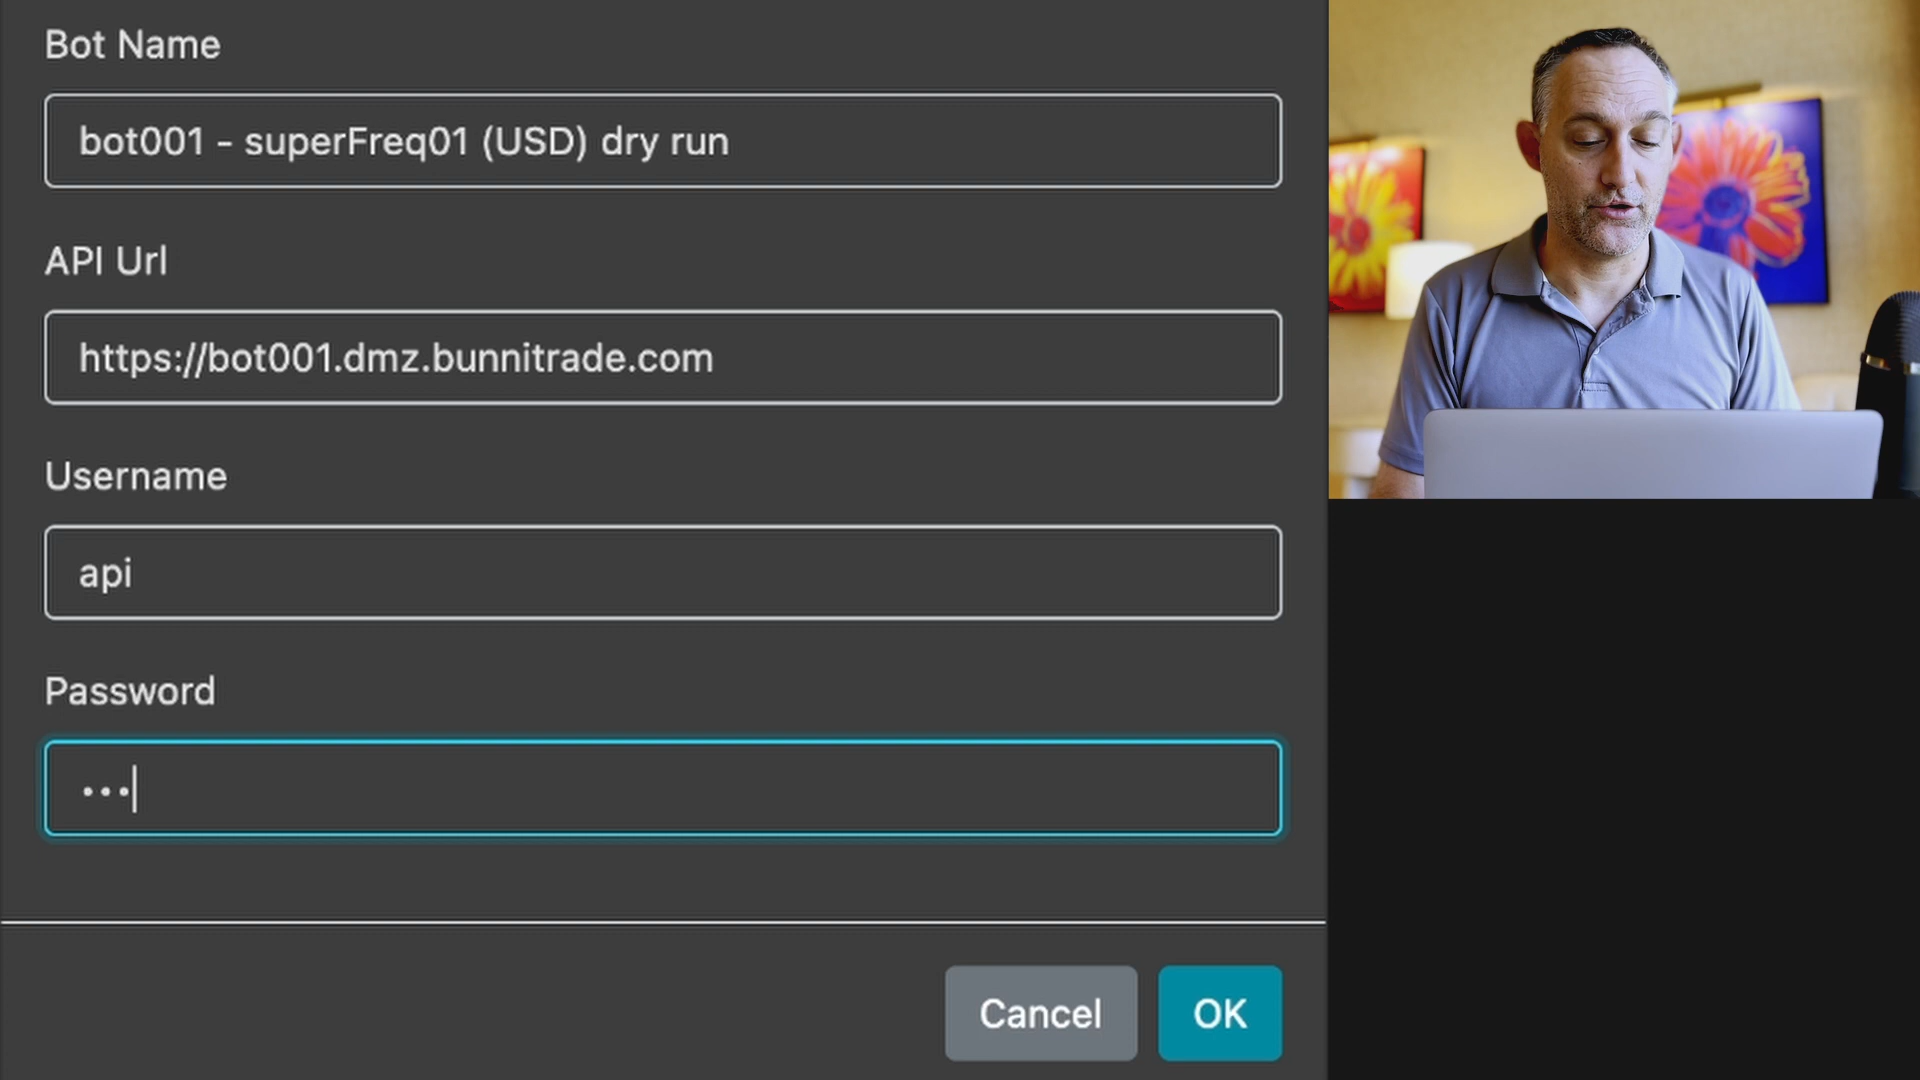 Bot Name
bot001 - superFreq01 (USD) dry run
API Url
https://bot001.dmz.bunnitrade.com
Username
api
Password
•••
Cancel OK